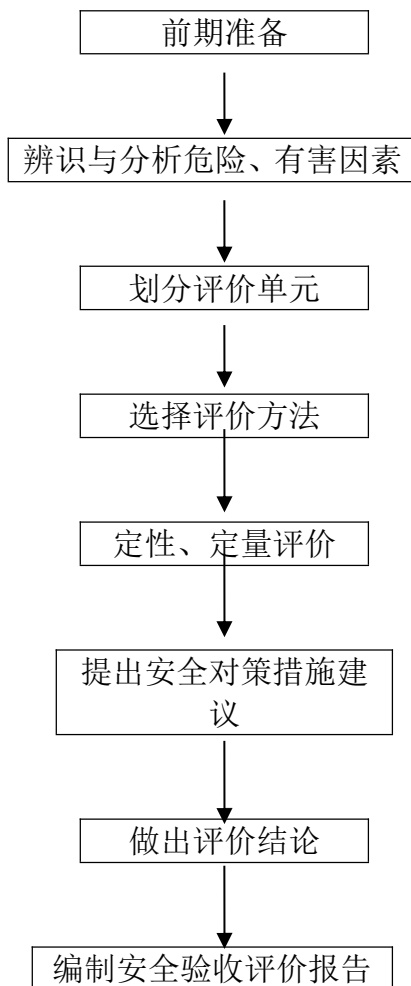 前期准备
辨识与分析危险、有害因素
划分评价单元
选择评价方法
定性、定量评价
提出安全对策措施建
议
做出评价结论
编制安全验收评价报告